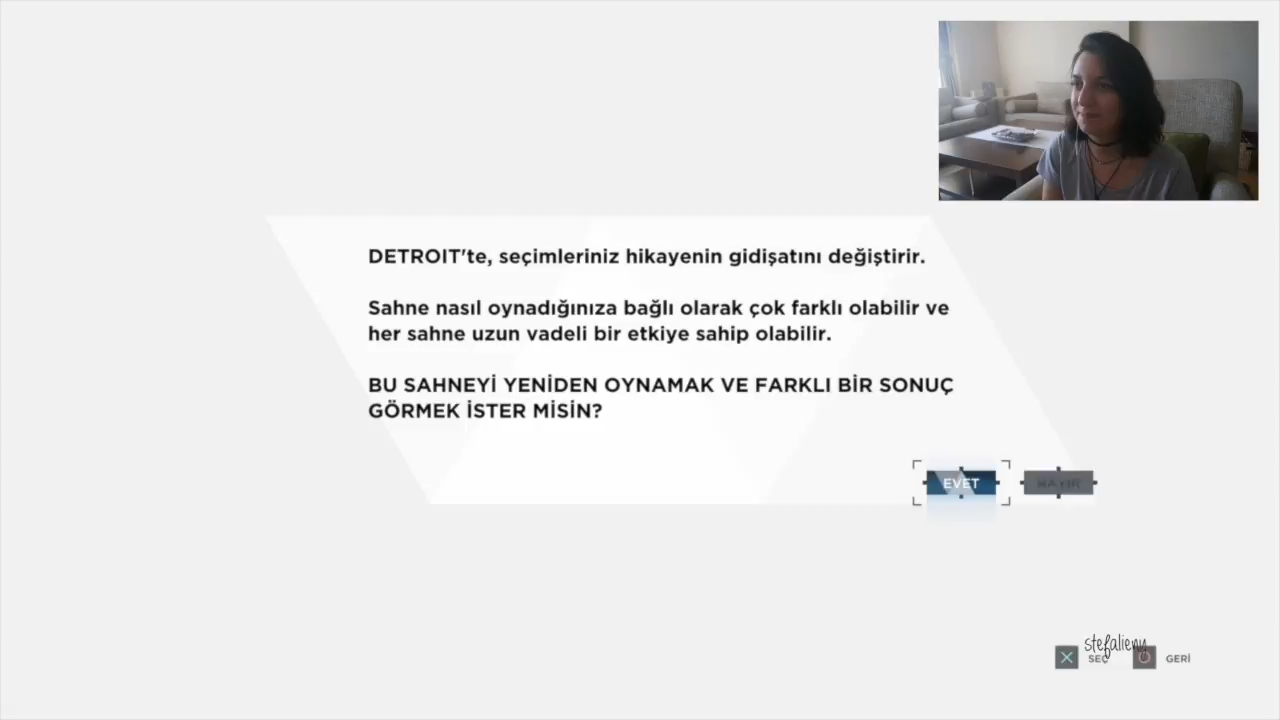 DETROIT'te, seçimleriniz hikayenin gidişatını değiştirir.
Sahne nasıl oynadığınıza bağlı olarak çok farklı olabilir ve
her sahne uzun vadeli bir etkiye sahip olabilir.
BU SAHNEYİ YENİDEN OYNAMAK VE FARKLI BİR SONUÇ
GÖRMEK İSTER MİSİN?
EVET HAYIR
stefalienn
SEÇ GERİ